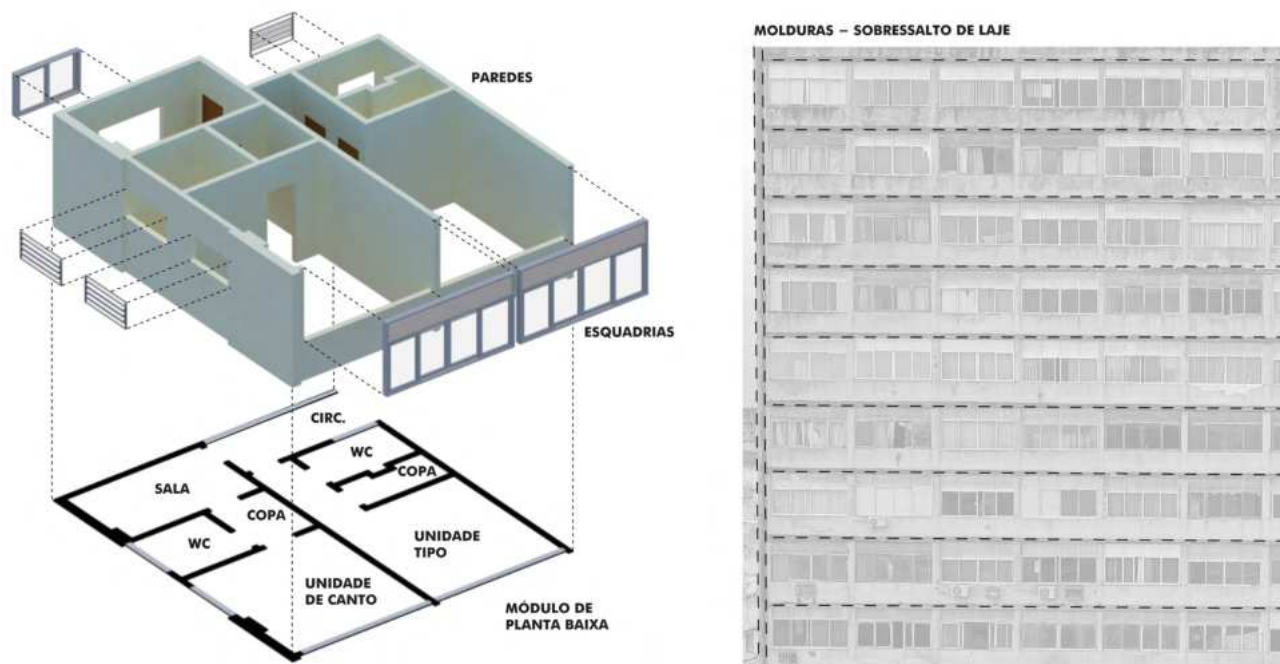 PAREDES
ESQUADRIAS
CIRC.
WC
COPA
SALA
COPA
WC
UNIDADE
TIPO
UNIDADE
DE CANTO
MÓDULO DE
PLANTA BAIXA
MOLDURAS – SOBRESSALTO DE LAJE